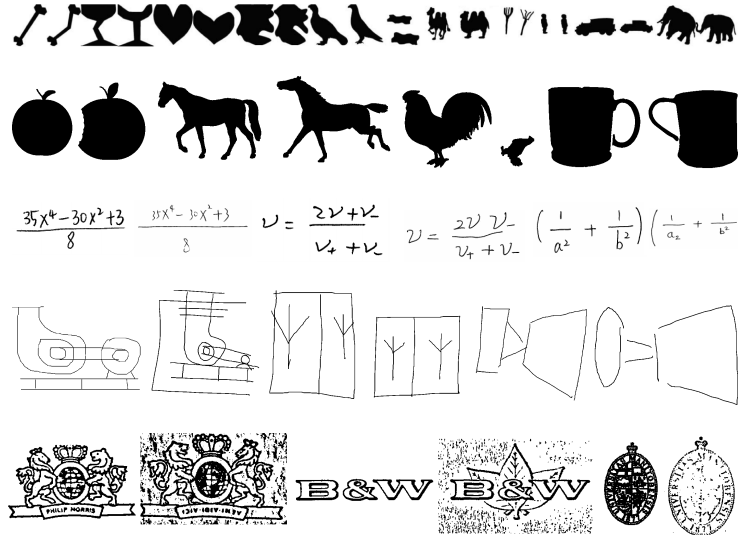 35x⁴ − 30x² + 3 / 8
35x⁴ − 30x² + 3 / 8
ν = 2ν + ν₋ / ν₊ + ν₋
ν = 2ν ν₋ / ν₊ + ν₋
(1/a² + 1/b²)
(1/a₂ + 1/b²
PHILIP MORRIS
B&W
B&W